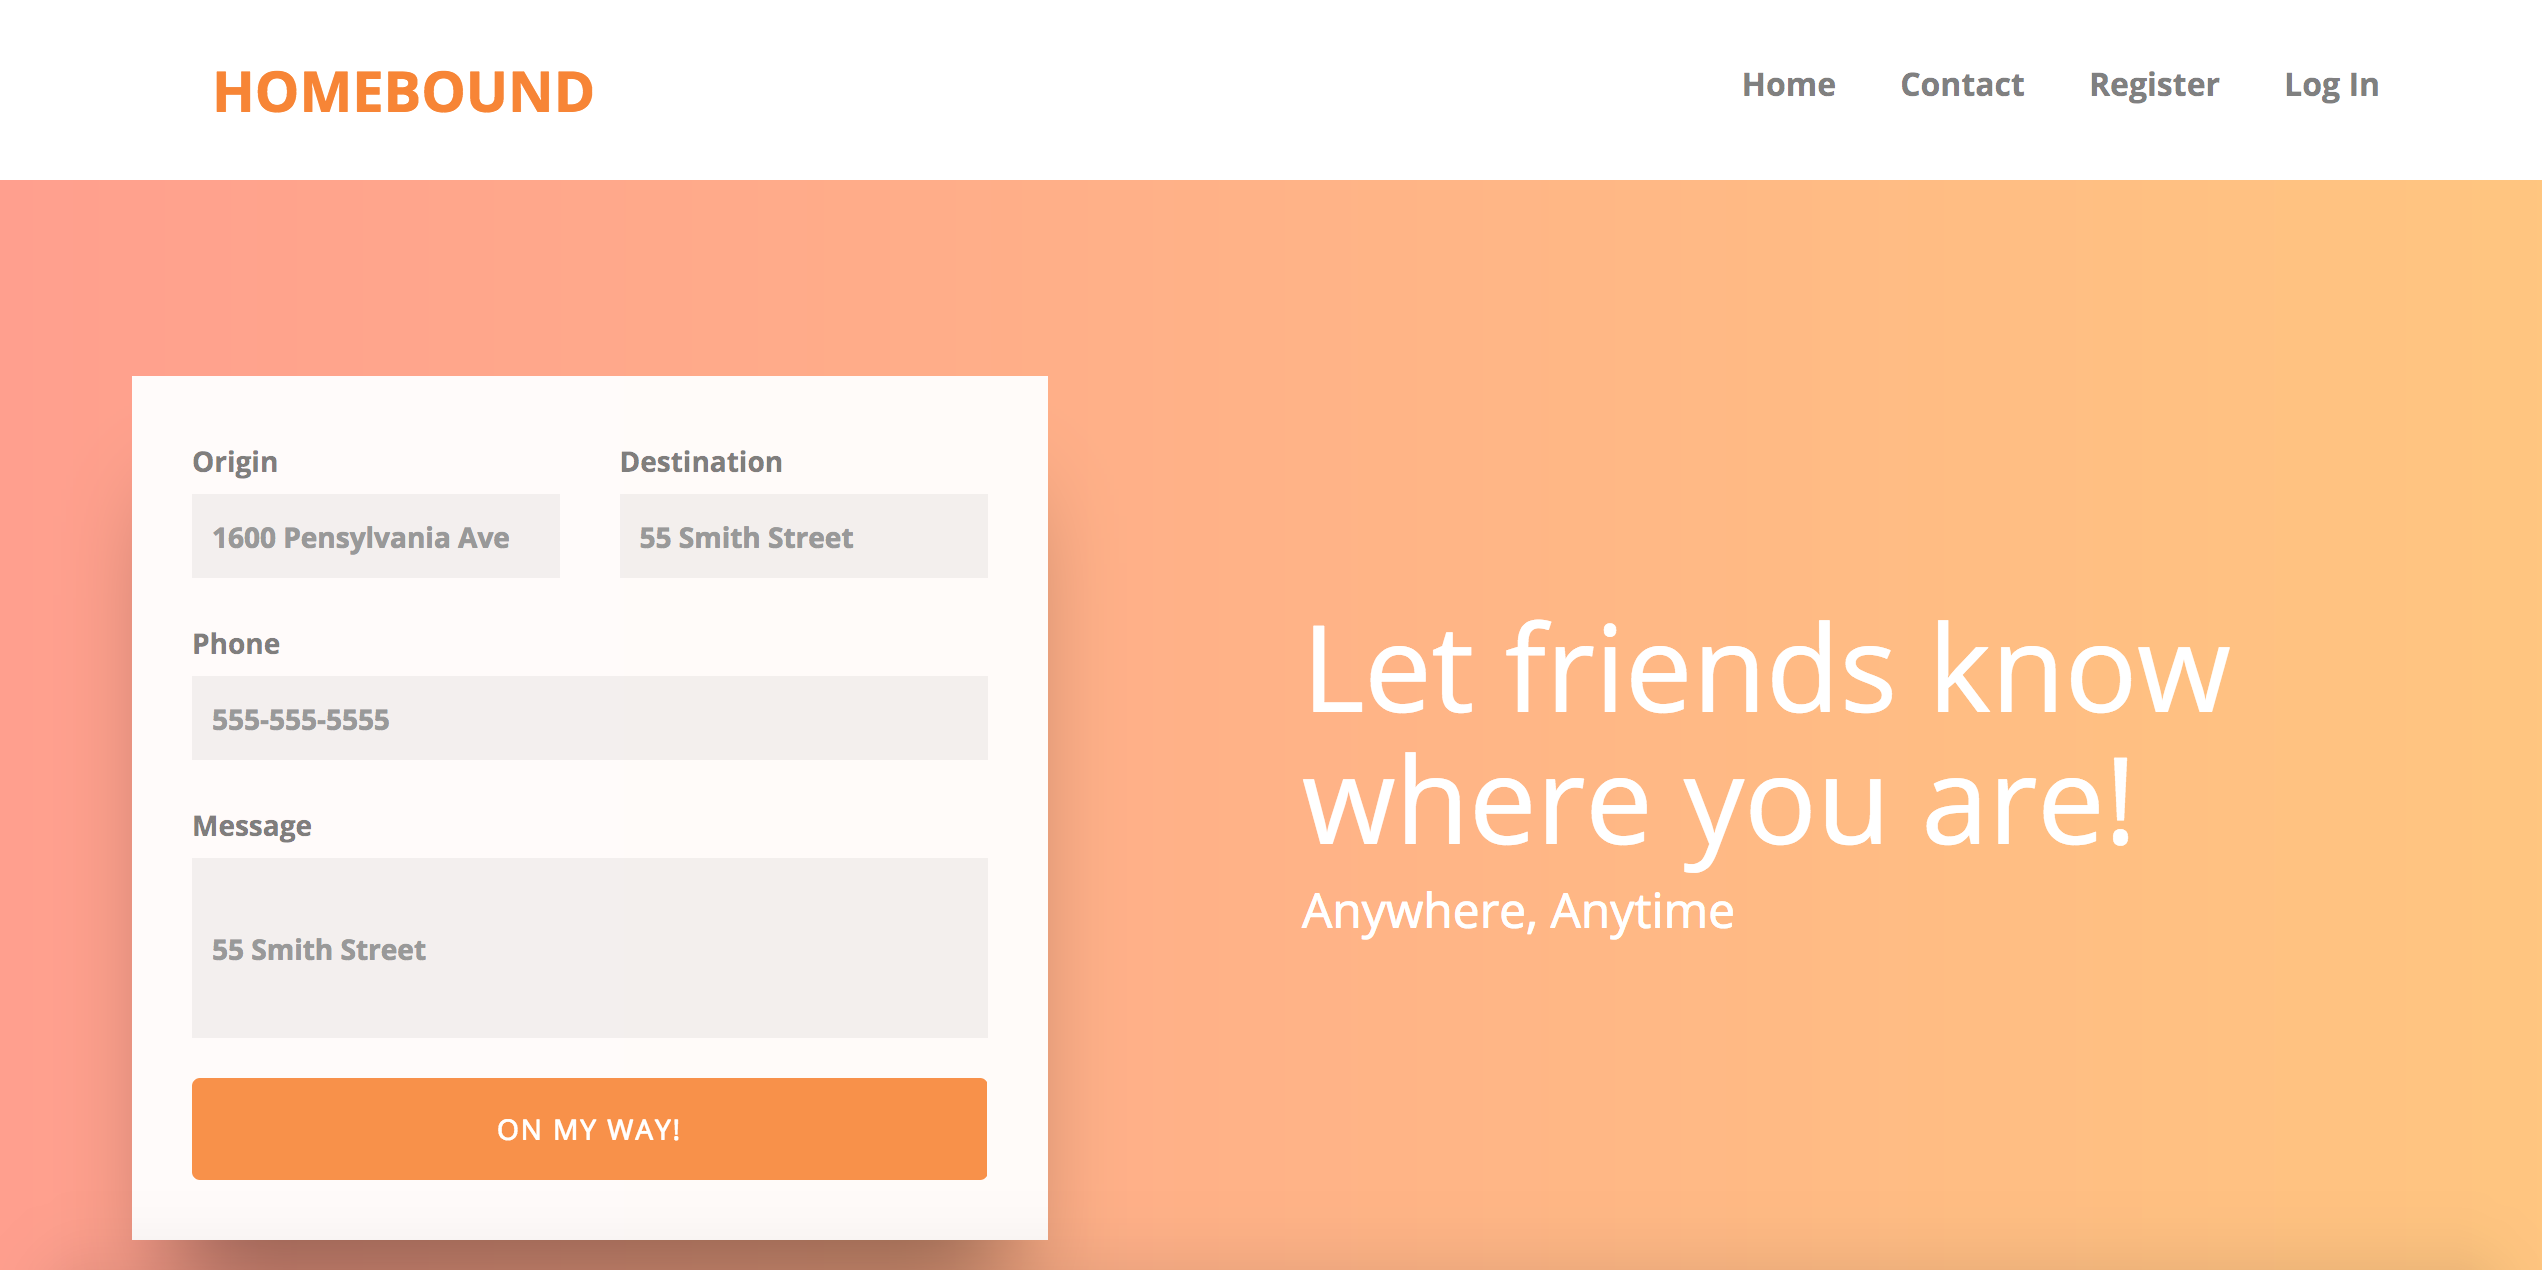 HOMEBOUND
Home Contact Register Log In
Origin Destination
1600 Pensylvania Ave 55 Smith Street
Phone
555-555-5555
Message
55 Smith Street
ON MY WAY!
Let friends know
where you are!
Anywhere, Anytime